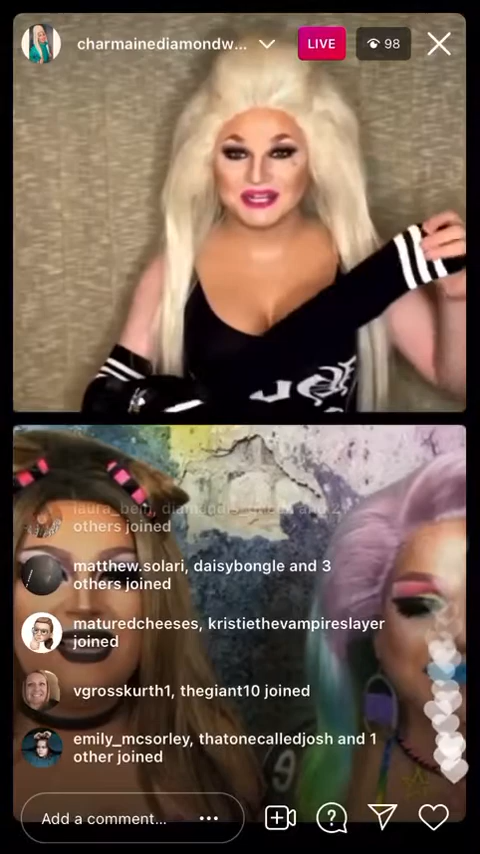 charmainediamondw...
LIVE
98
others joined
matthew.solari, daisybongle and 3
others joined
maturedcheeses, kristiethevampireslayer
joined
vgrosskurth1, thegiant10 joined
emily_mcsorley, thatonecalledjosh and 1
other joined
Add a comment...